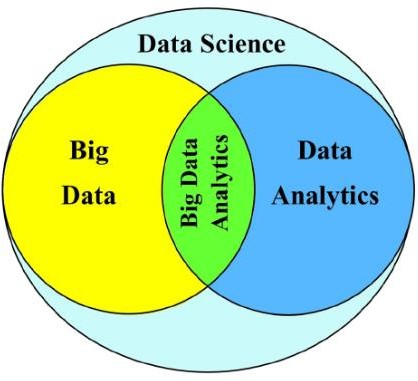 Data Science
Big
Data
Big Data
Analytics
Data
Analytics